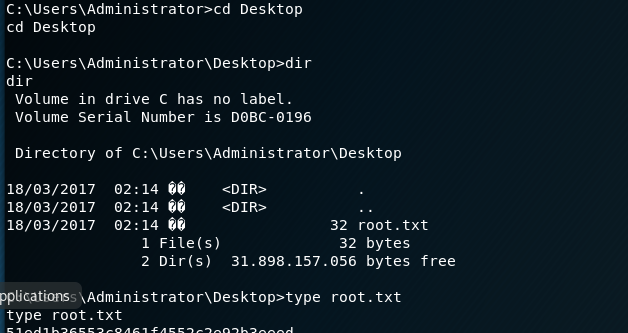 C:\Users\Administrator>cd Desktop
cd Desktop
C:\Users\Administrator\Desktop>dir
dir
Volume in drive C has no label.
Volume Serial Number is D0BC-0196
Directory of C:\Users\Administrator\Desktop
18/03/2017 02:14 �� <DIR> .
18/03/2017 02:14 �� <DIR> ..
18/03/2017 02:14 �� 32 root.txt
1 File(s) 32 bytes
2 Dir(s) 31.898.157.056 bytes free
\Users\Administrator\Desktop>type root.txt
pplications
type root.txt